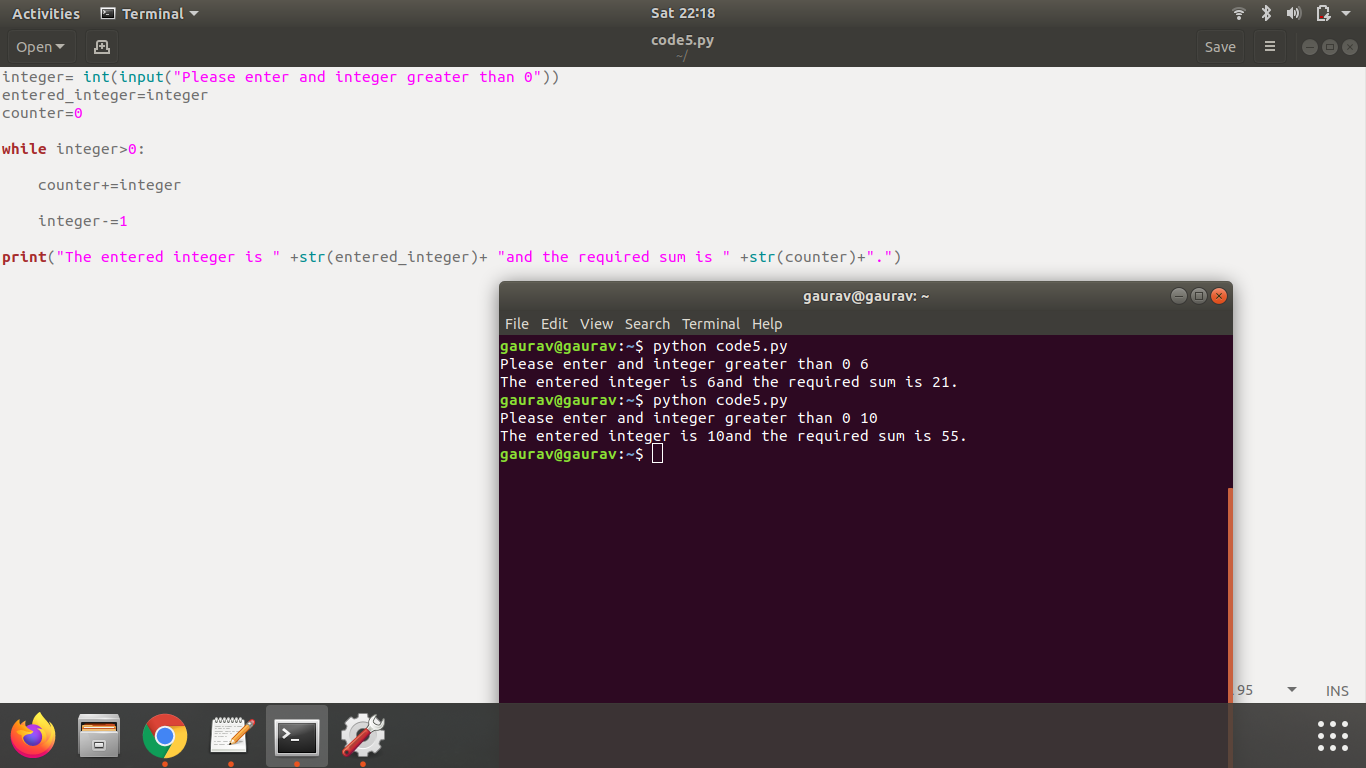 Activities Terminal Sat 22:18
Open code5.py Save
~/
integer= int(input("Please enter and integer greater than 0"))
entered_integer=integer
counter=0
while integer>0:
counter+=integer
integer-=1
print("The entered integer is " +str(entered_integer)+ "and the required sum is " +str(counter)+".")
gaurav@gaurav: ~
File Edit View Search Terminal Help
gaurav@gaurav:~$ python code5.py
Please enter and integer greater than 0 6
The entered integer is 6and the required sum is 21.
gaurav@gaurav:~$ python code5.py
Please enter and integer greater than 0 10
The entered integer is 10and the required sum is 55.
gaurav@gaurav:~$
95 INS